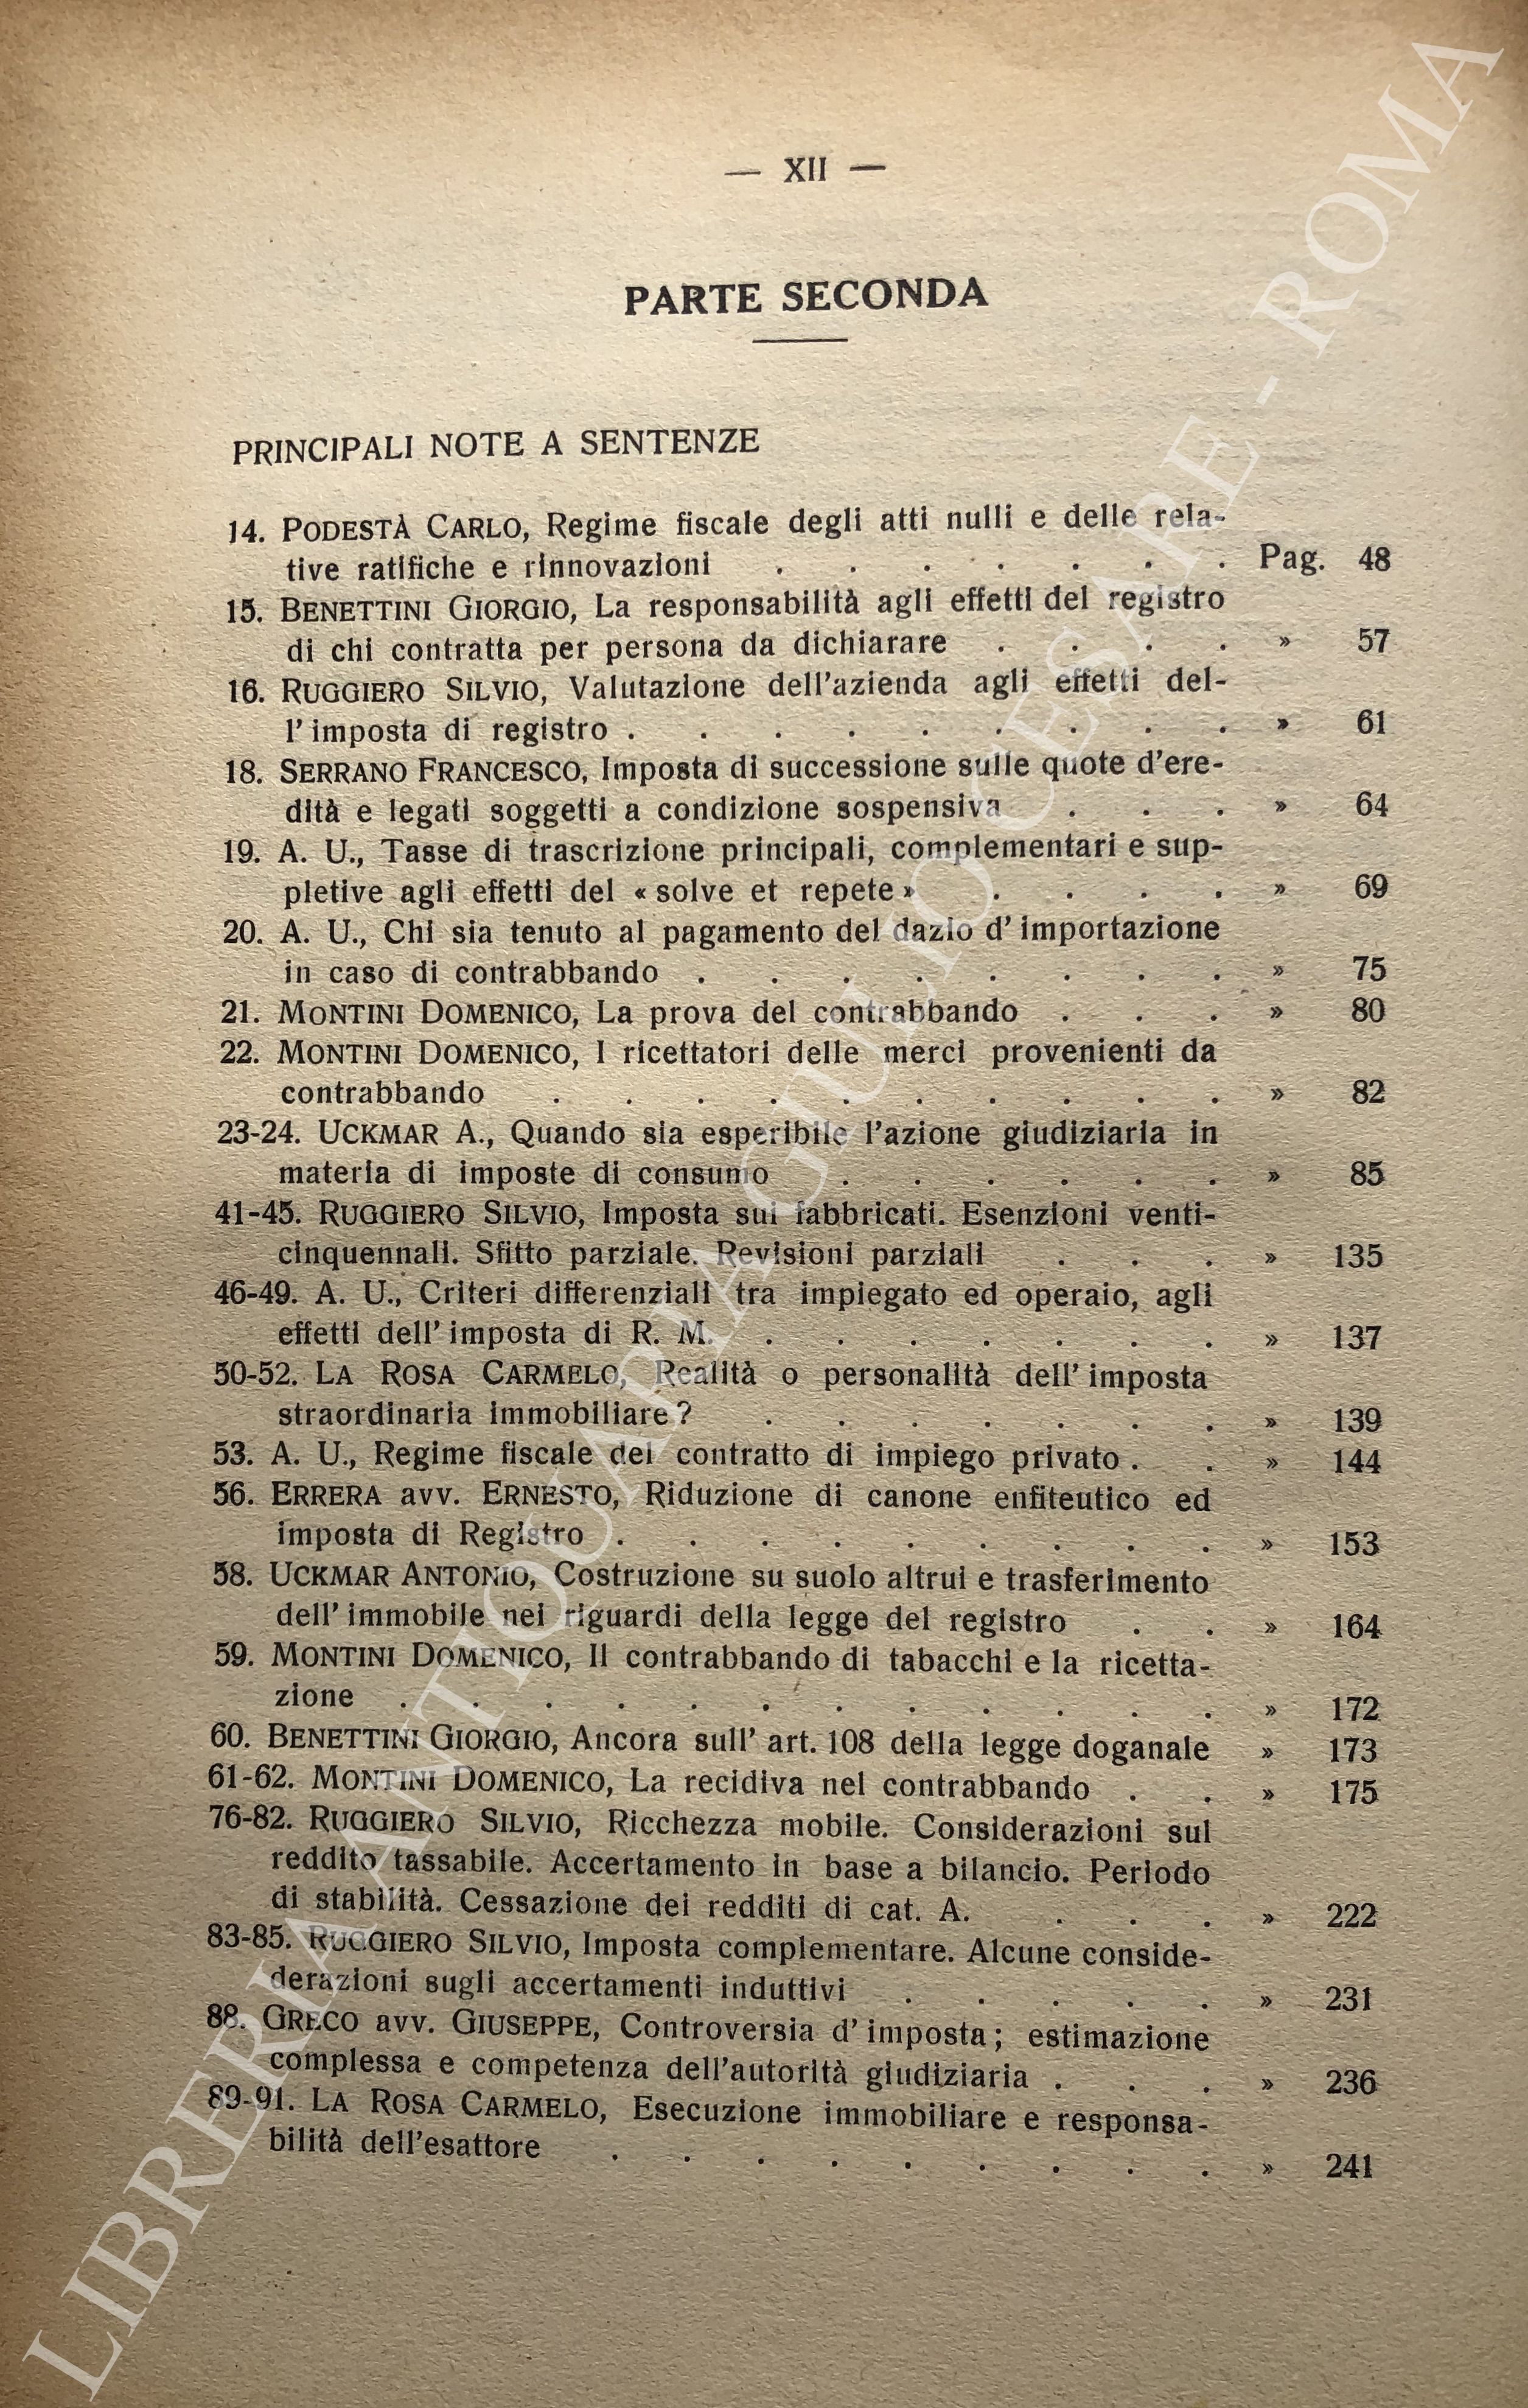 — XII —
PARTE SECONDA
PRINCIPALI NOTE A SENTENZE
14. PODESTÀ CARLO, Regime fiscale degli atti nulli e delle rela-
tive ratifiche e rinnovazioni . . . . . . . Pag. 48
15. BENETTINI GIORGIO, La responsabilità agli effetti del registro
di chi contratta per persona da dichiarare . . . . » 57
16. RUGGIERO SILVIO, Valutazione dell'azienda agli effetti del-
l'imposta di registro . . . . . . . . . » 61
18. SERRANO FRANCESCO, Imposta di successione sulle quote d'ere-
dità e legati soggetti a condizione sospensiva . . . » 64
19. A. U., Tasse di trascrizione principali, complementari e sup-
pletive agli effetti del « solve et repete » . . . . » 69
20. A. U., Chi sia tenuto al pagamento del dazio d'importazione
in caso di contrabbando . . . . . . . . » 75
21. MONTINI DOMENICO, La prova del contrabbando . . . » 80
22. MONTINI DOMENICO, I ricettatori delle merci provenienti da
contrabbando . . . . . . . . . . » 82
23-24. UCKMAR A., Quando sia esperibile l'azione giudiziaria in
materia di imposte di consumo . . . . . . » 85
41-45. RUGGIERO SILVIO, Imposta sui fabbricati. Esenzioni venti-
cinquennali. Sfitto parziale. Revisioni parziali . . . » 135
46-49. A. U., Criteri differenziali tra impiegato ed operaio, agli
effetti dell'imposta di R. M. . . . . . . . » 137
50-52. LA ROSA CARMELO, Realità o personalità dell'imposta
straordinaria immobiliare? . . . . . . . » 139
53. A. U., Regime fiscale del contratto di impiego privato . . » 144
56. ERRERA avv. ERNESTO, Riduzione di canone enfiteutico ed
imposta di Registro . . . . . . . . . » 153
58. UCKMAR ANTONIO, Costruzione su suolo altrui e trasferimento
dell'immobile nei riguardi della legge del registro . . » 164
59. MONTINI DOMENICO, Il contrabbando di tabacchi e la ricetta-
zione . . . . . . . . . . . . » 172
60. BENETTINI GIORGIO, Ancora sull'art. 108 della legge doganale » 173
61-62. MONTINI DOMENICO, La recidiva nel contrabbando . . » 175
76-82. RUGGIERO SILVIO, Ricchezza mobile. Considerazioni sul
reddito tassabile. Accertamento in base a bilancio. Periodo
di stabilità. Cessazione dei redditi di cat. A. . . . » 222
83-85. RUGGIERO SILVIO, Imposta complementare. Alcune conside-
derazioni sugli accertamenti induttivi . . . . . » 231
88. GRECO avv. GIUSEPPE, Controversia d'imposta; estimazione
complessa e competenza dell'autorità giudiziaria . . . » 236
89-91. LA ROSA CARMELO, Esecuzione immobiliare e responsa-
bilità dell'esattore . . . . . . . . . » 241
LIBRERIA ANTIQUARIA GIULIO CESARE - ROMA